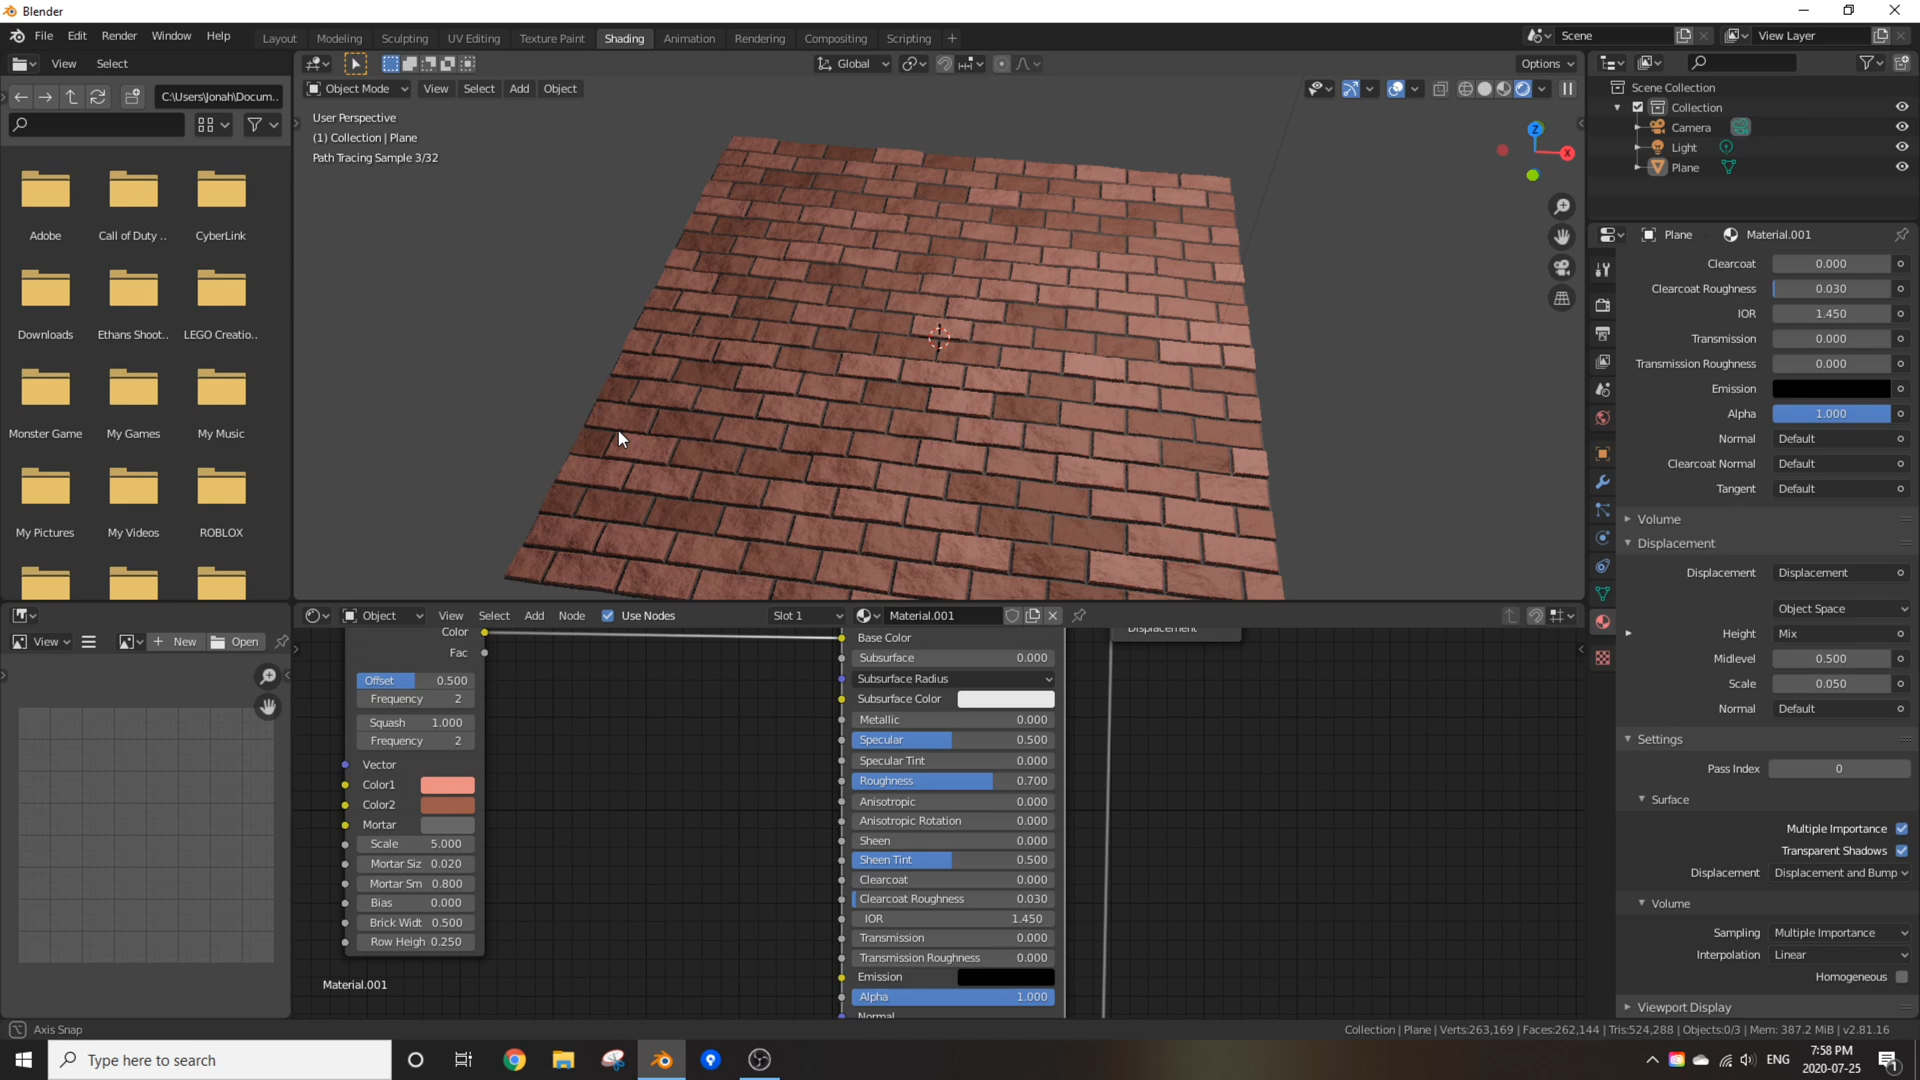 Blender
File Edit Render Window Help
Layout Modeling Sculpting UV Editing Texture Paint Shading Animation Rendering Compositing Scripting +
Scene
View Layer
View Select
Global
Options
C:\Users\Jonah\Docum..
Object Mode View Select Add Object
User Perspective
(1) Collection | Plane
Path Tracing Sample 3/32
Z
X
Adobe Call of Duty .. CyberLink
Downloads Ethans Shoot.. LEGO Creatio..
Monster Game My Games My Music
My Pictures My Videos ROBLOX
Scene Collection
Collection
Camera
Light
Plane
Plane Material.001
Clearcoat 0.000
Clearcoat Roughness 0.030
IOR 1.450
Transmission 0.000
Transmission Roughness 0.000
Emission
Alpha 1.000
Normal Default
Clearcoat Normal Default
Tangent Default
Volume
Displacement
Displacement Displacement
Object Space
Height Mix
Midlevel 0.500
Scale 0.050
Normal Default
Settings
Pass Index 0
Surface
Multiple Importance
Transparent Shadows
Displacement Displacement and Bump
Volume
Sampling Multiple Importance
Interpolation Linear
Homogeneous
Viewport Display
View + New Open
Object View Select Add Node Use Nodes Slot 1 Material.001
Color
Fac
Offset 0.500
Frequency 2
Squash 1.000
Frequency 2
Vector
Color1
Color2
Mortar
Scale 5.000
Mortar Siz 0.020
Mortar Sm 0.800
Bias 0.000
Brick Widt 0.500
Row Heigh 0.250
Material.001
Base Color
Subsurface 0.000
Subsurface Radius
Subsurface Color
Metallic 0.000
Specular 0.500
Specular Tint 0.000
Roughness 0.700
Anisotropic 0.000
Anisotropic Rotation 0.000
Sheen 0.000
Sheen Tint 0.500
Clearcoat 0.000
Clearcoat Roughness 0.030
IOR 1.450
Transmission 0.000
Transmission Roughness 0.000
Emission
Alpha 1.000
Normal
Displacement
Axis Snap
Collection | Plane | Verts:263,169 | Faces:262,144 | Tris:524,288 | Objects:0/3 | Mem: 387.2 MiB | v2.81.16
Type here to search
ENG
7:58 PM
2020-07-25
1